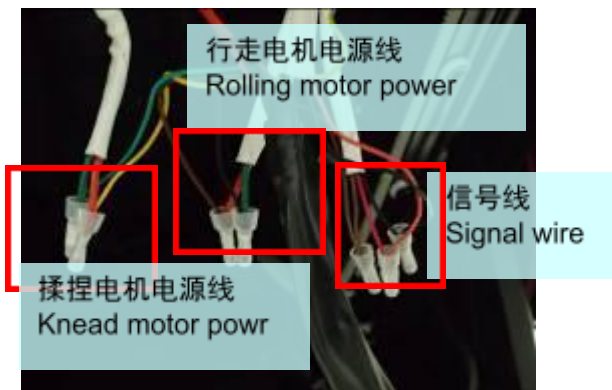 行走电机电源线
Rolling motor power
信号线
Signal wire
揉捏电机电源线
Knead motor powr